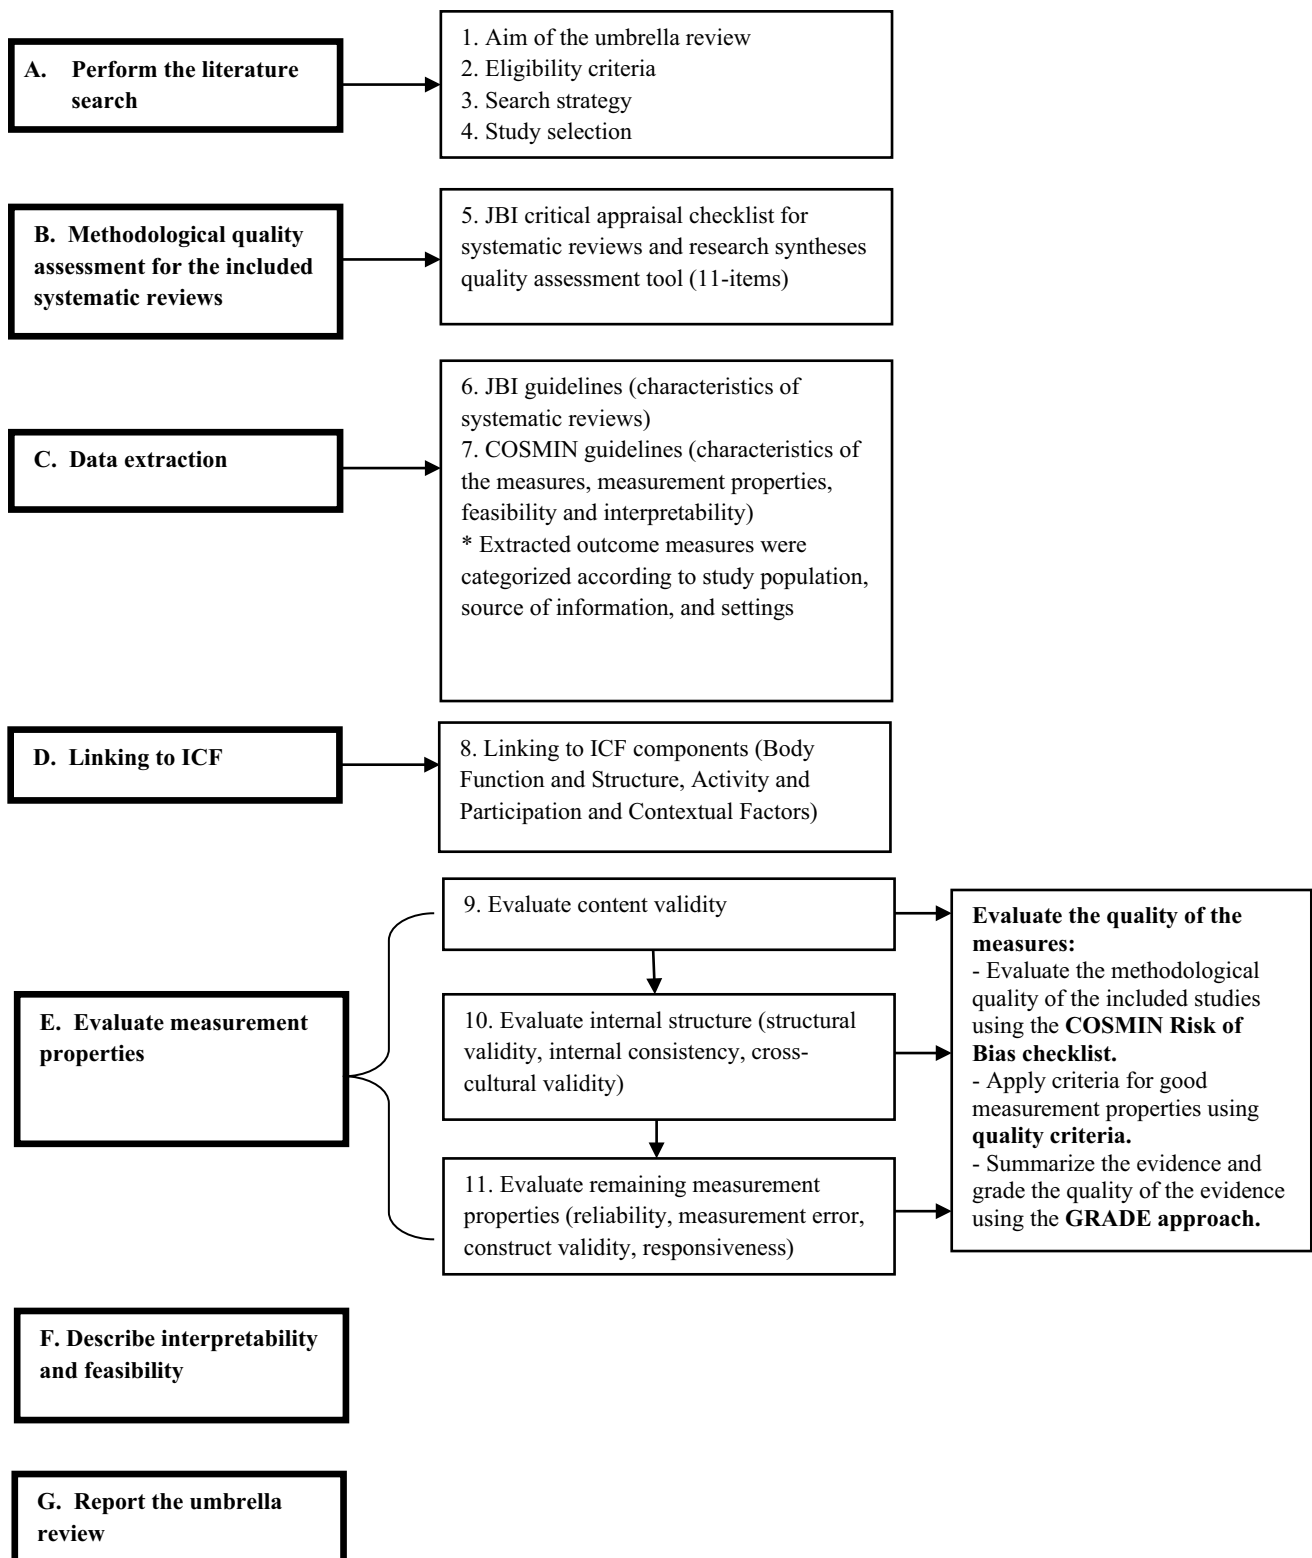 A. Perform the literature
search
1. Aim of the umbrella review
2. Eligibility criteria
3. Search strategy
4. Study selection
B. Methodological quality
assessment for the included
systematic reviews
5. JBI critical appraisal checklist for
systematic reviews and research syntheses
quality assessment tool (11-items)
C. Data extraction
6. JBI guidelines (characteristics of
systematic reviews)
7. COSMIN guidelines (characteristics of
the measures, measurement properties,
feasibility and interpretability)
* Extracted outcome measures were
categorized according to study population,
source of information, and settings
D. Linking to ICF
8. Linking to ICF components (Body
Function and Structure, Activity and
Participation and Contextual Factors)
E. Evaluate measurement
properties
9. Evaluate content validity
10. Evaluate internal structure (structural
validity, internal consistency, cross-
cultural validity)
11. Evaluate remaining measurement
properties (reliability, measurement error,
construct validity, responsiveness)
Evaluate the quality of the
measures:
- Evaluate the methodological
quality of the included studies
using the COSMIN Risk of
Bias checklist.
- Apply criteria for good
measurement properties using
quality criteria.
- Summarize the evidence and
grade the quality of the evidence
using the GRADE approach.
F. Describe interpretability
and feasibility
G. Report the umbrella
review